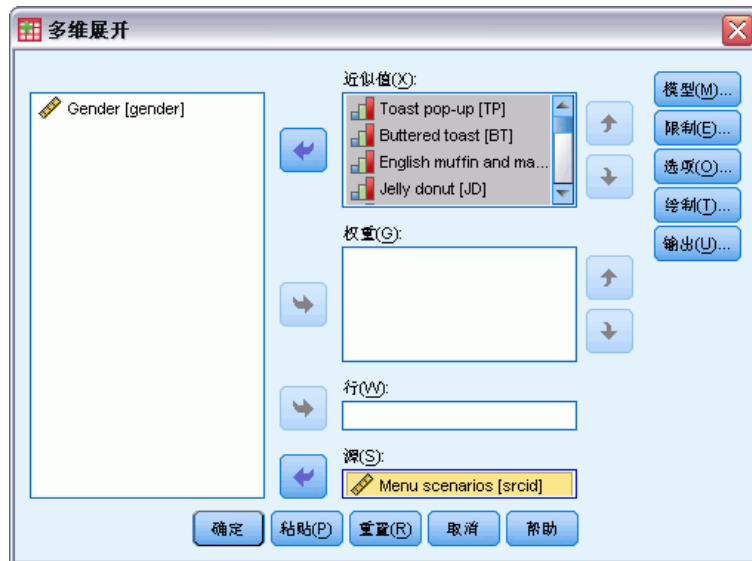 多维展开
Gender [gender]
近似值(X):
Toast pop-up [TP]
Buttered toast [BT]
English muffin and ma...
Jelly donut [JD]
权重(G):
行(W):
源(S):
Menu scenarios [srcid]
模型(M)...
限制(E)...
选项(O)...
绘制(T)...
输出(U)...
确定 粘贴(P) 重置(R) 取消 帮助